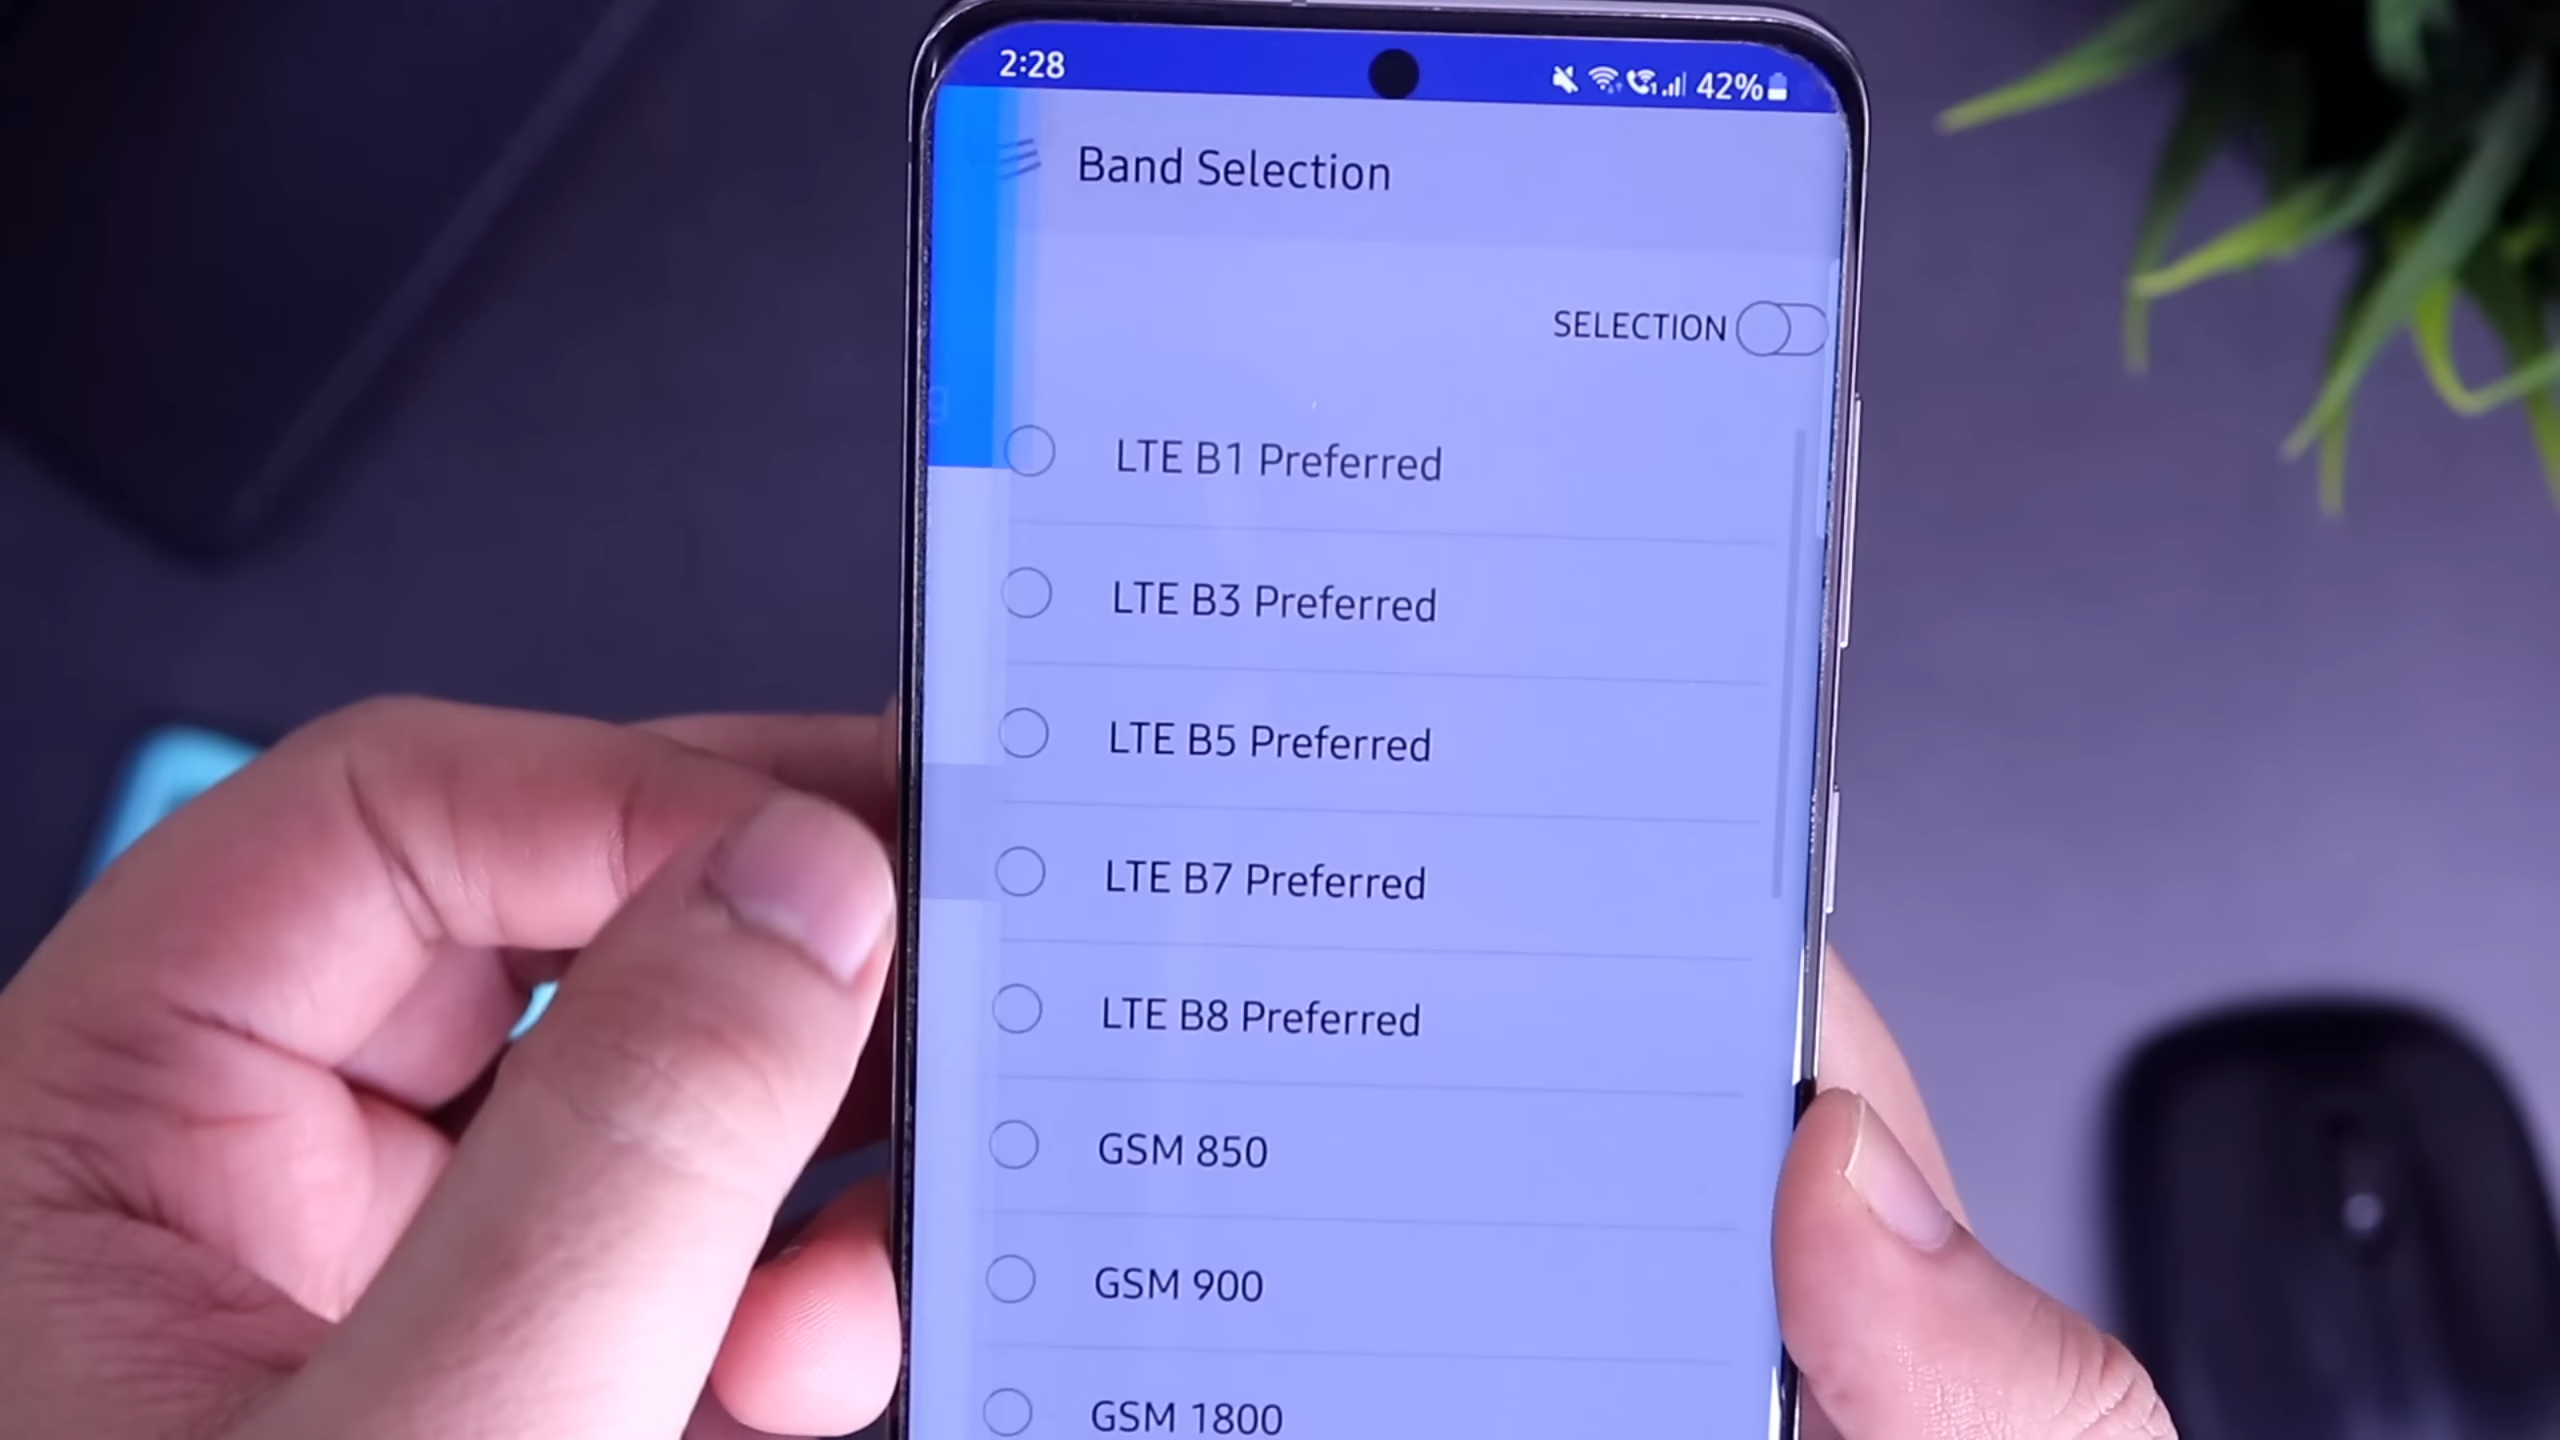 2:28
42%
Band Selection
SELECTION
LTE B1 Preferred
LTE B3 Preferred
LTE B5 Preferred
LTE B7 Preferred
LTE B8 Preferred
GSM 850
GSM 900
GSM 1800